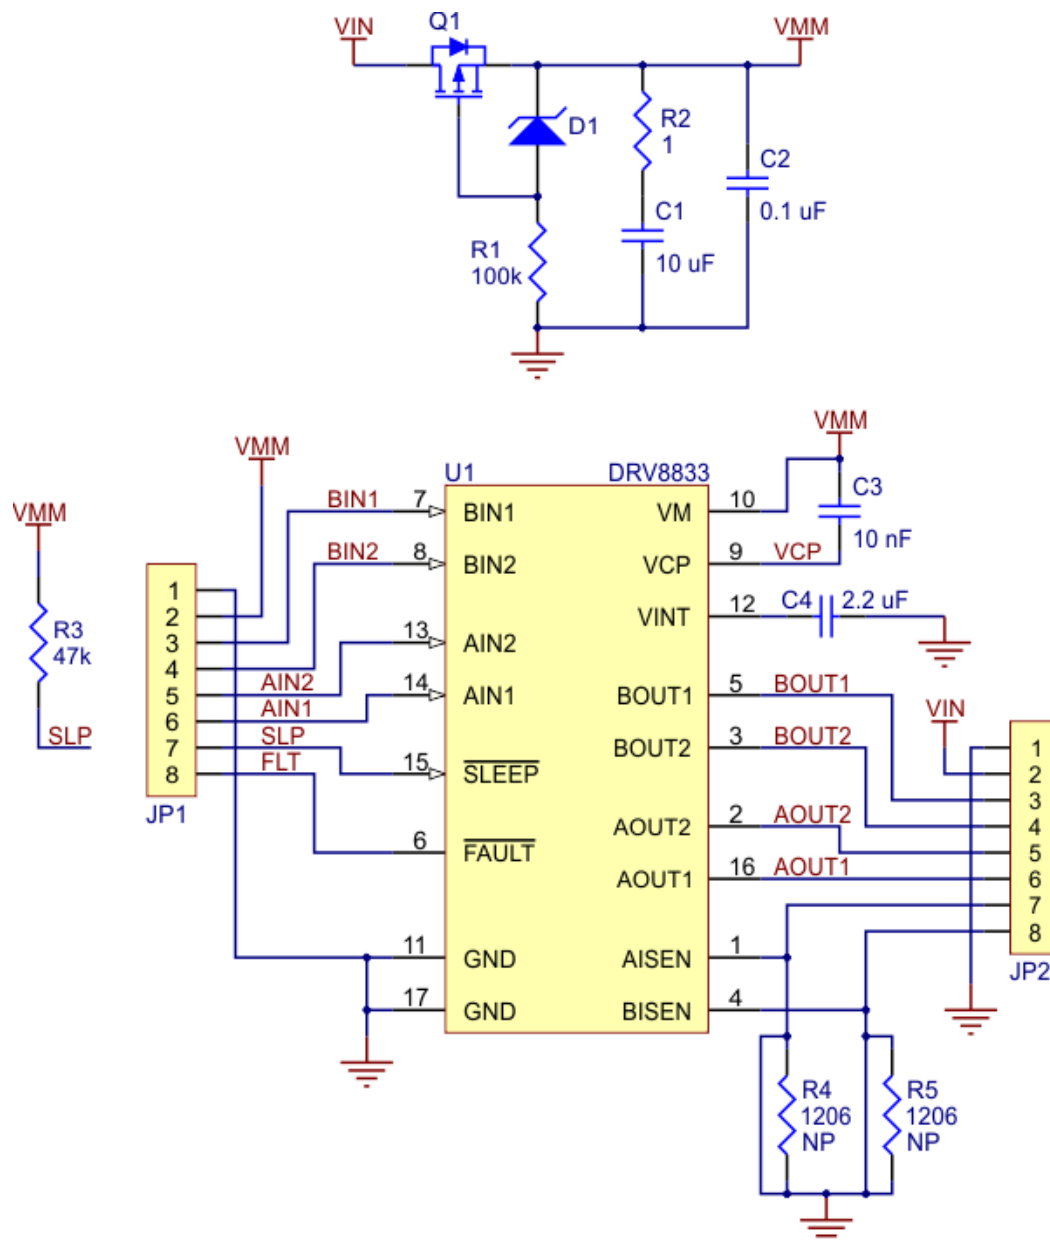 Q1
VIN
VMM
D1
R2
1
C2
0.1 uF
C1
10 uF
R1
100k
VMM
VMM
VMM
U1
DRV8833
C3
10 nF
BIN1
7
BIN1
VM
10
BIN2
8
BIN2
VCP
9
VCP
C4
2.2 uF
VINT
12
R3
47k
SLP
1
2
3
4
5
6
7
8
JP1
AIN2
AIN1
SLP
FLT
13
AIN2
14
AIN1
15
SLEEP
6
FAULT
11
GND
17
GND
BOUT1
5
BOUT1
BOUT2
3
BOUT2
AOUT2
2
AOUT2
AOUT1
16
AOUT1
AISEN
1
BISEN
4
VIN
1
2
3
4
5
6
7
8
JP2
R4
1206
NP
R5
1206
NP